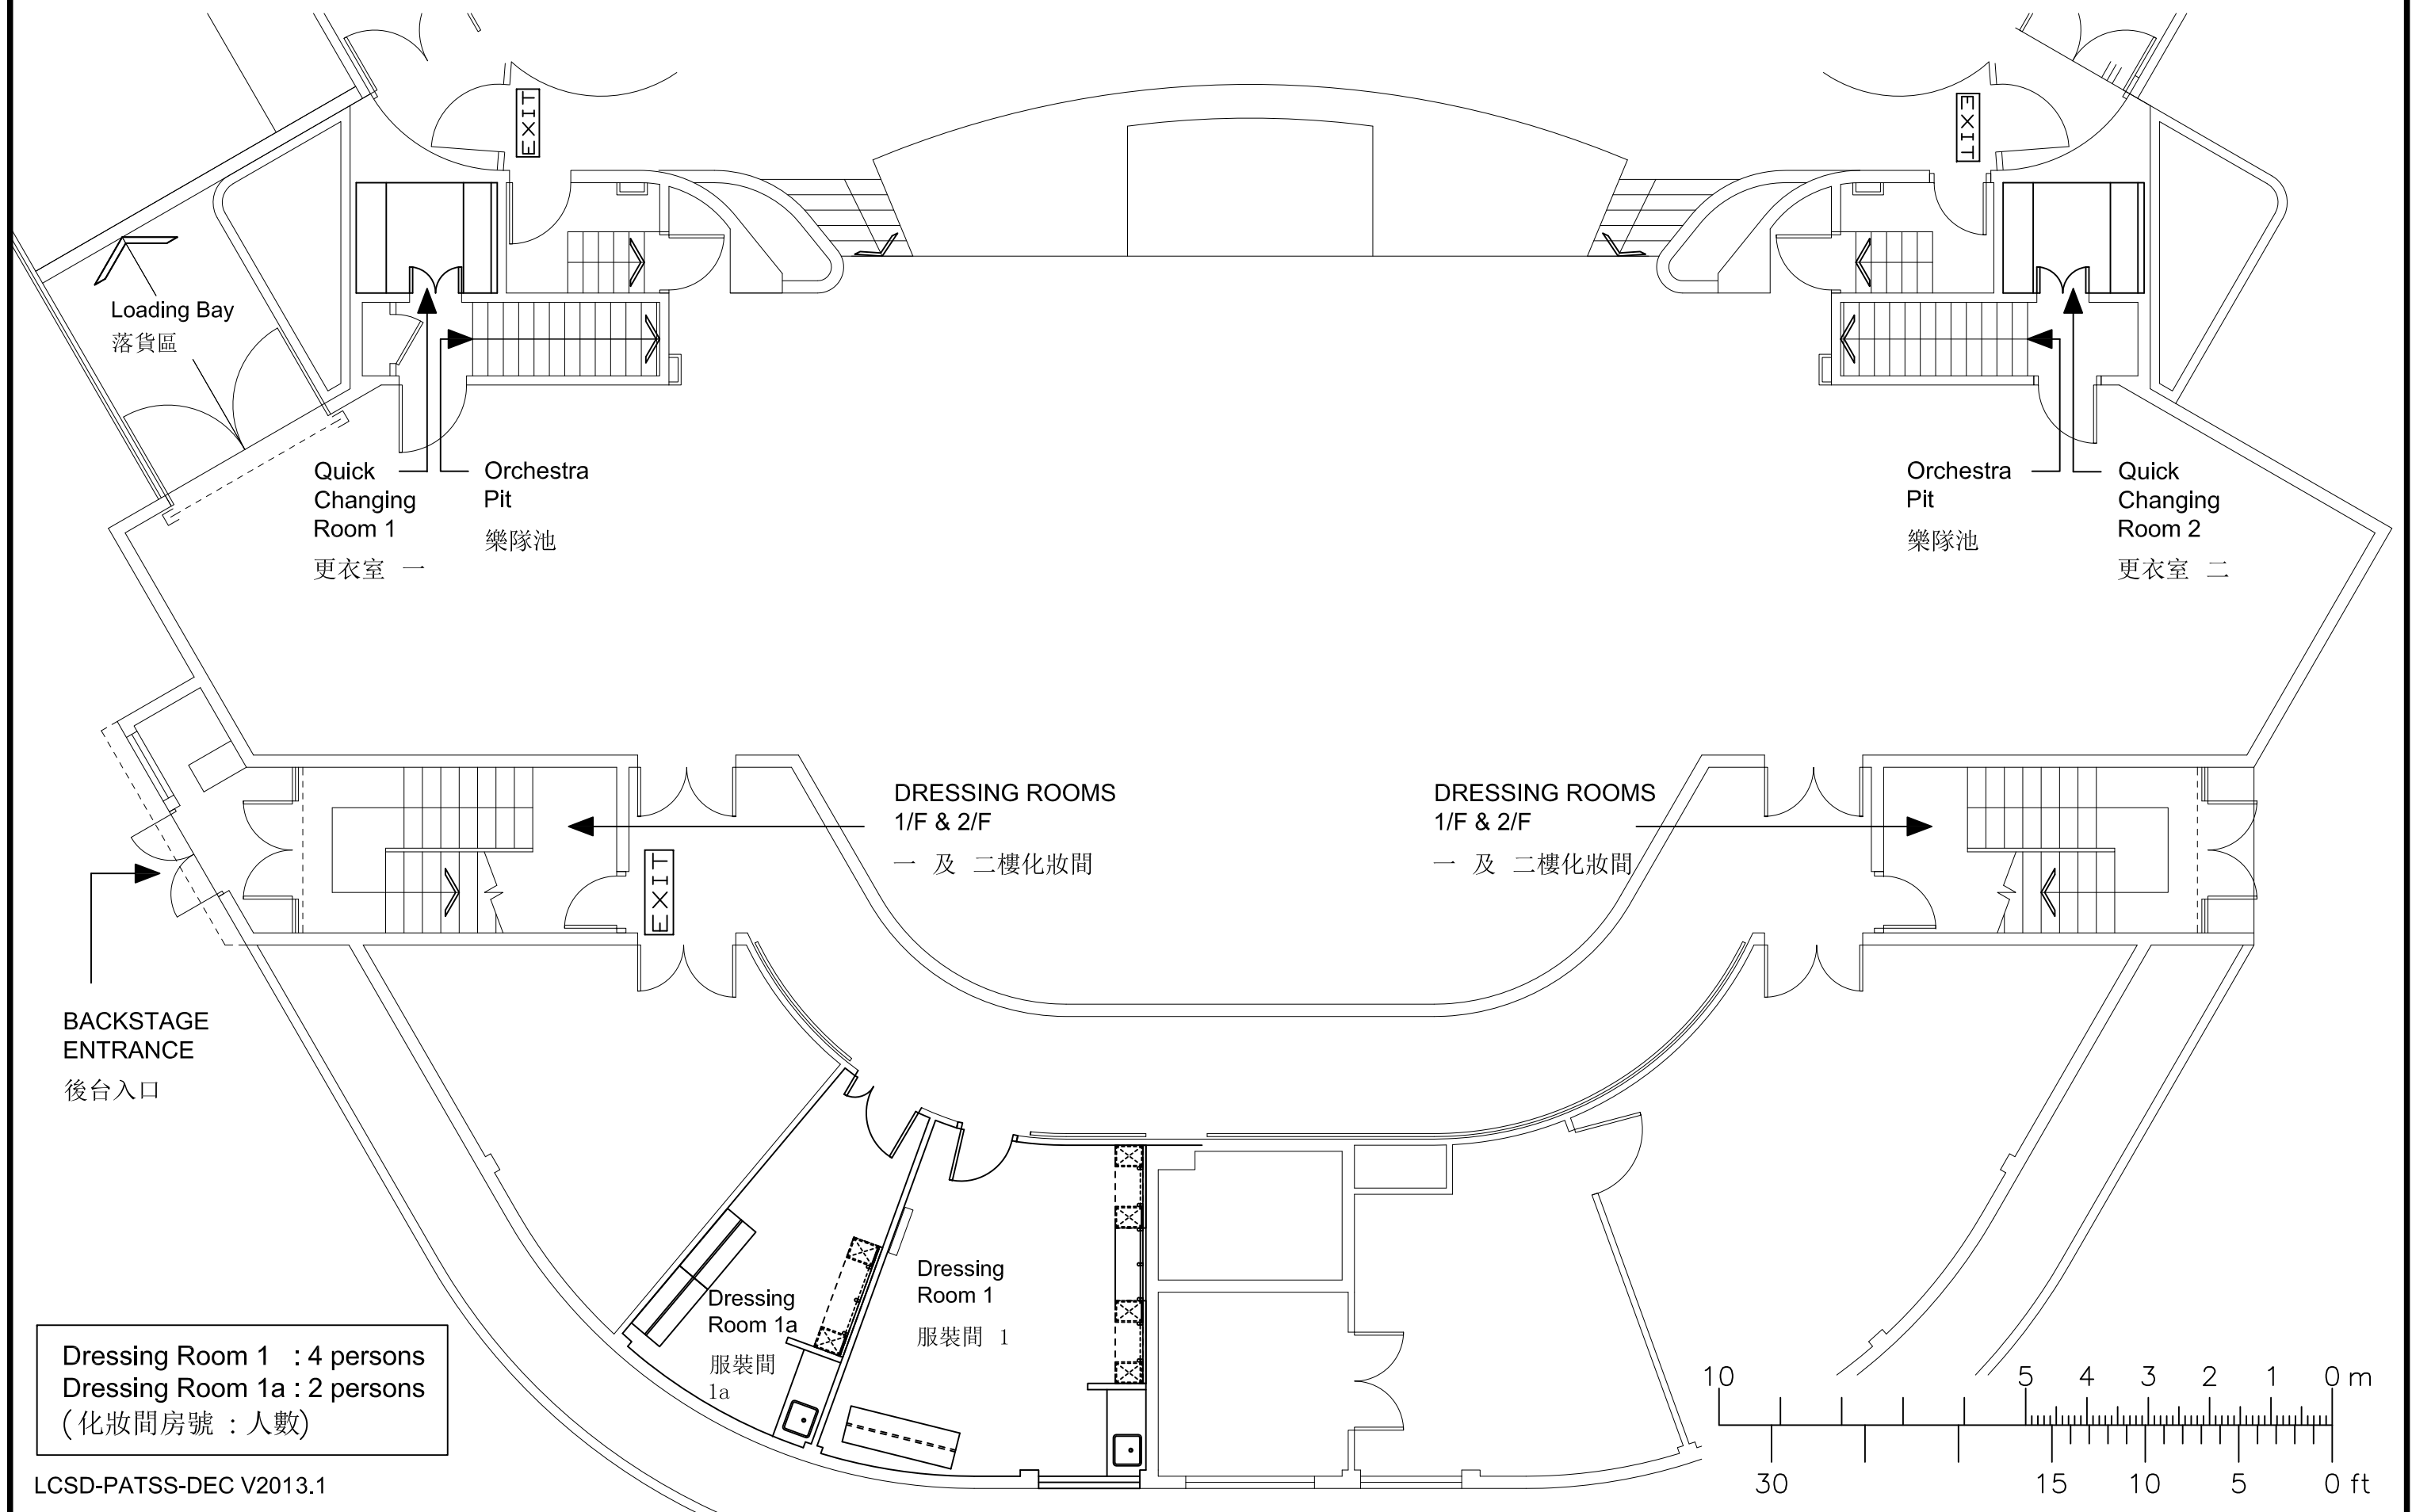 EXIT
EXIT
Loading Bay
落貨區
Quick
Changing
Room 1
更衣室 一
Orchestra
Pit
樂隊池
Orchestra
Pit
樂隊池
Quick
Changing
Room 2
更衣室 二
DRESSING ROOMS
1/F & 2/F
一 及 二樓化妝間
DRESSING ROOMS
1/F & 2/F
一 及 二樓化妝間
EXIT
BACKSTAGE
ENTRANCE
後台入口
Dressing
Room 1a
服裝間
1a
Dressing
Room 1
服裝間 1
Dressing Room 1 : 4 persons
Dressing Room 1a : 2 persons
(化妝間房號 : 人數)
LCSD-PATSS-DEC V2013.1
10 5 4 3 2 1 0 m
30 15 10 5 0 ft